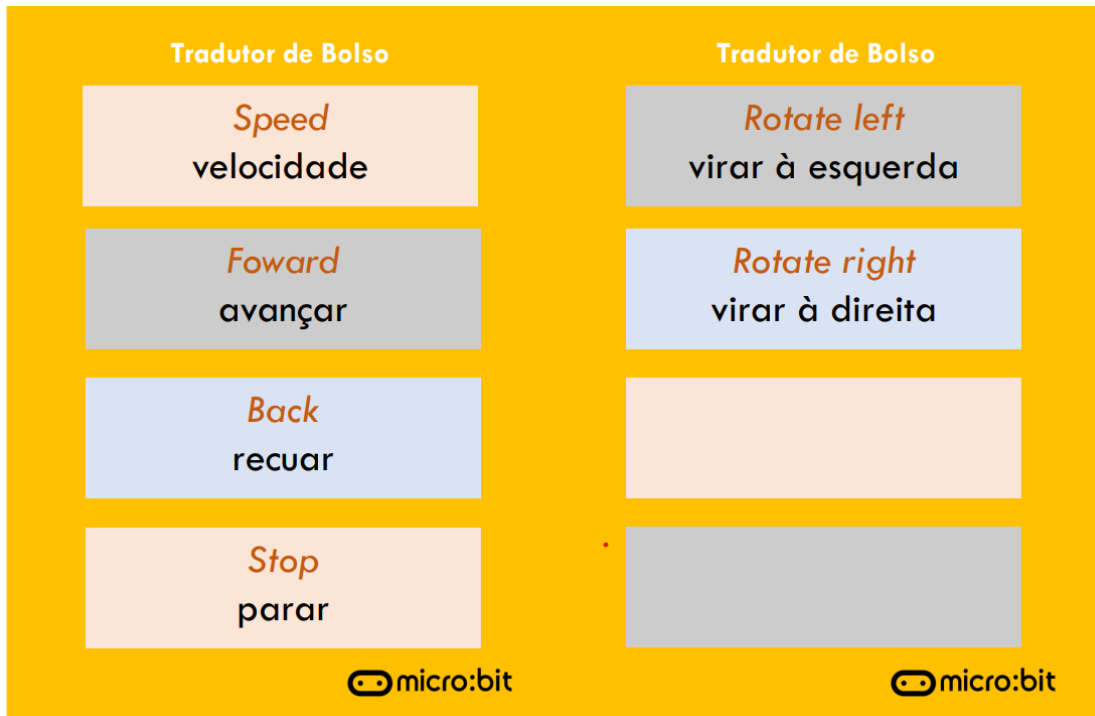 Tradutor de Bolso
Speed
velocidade
Foward
avançar
Back
recuar
Stop
parar
micro:bit
Tradutor de Bolso
Rotate left
virar à esquerda
Rotate right
virar à direita
micro:bit